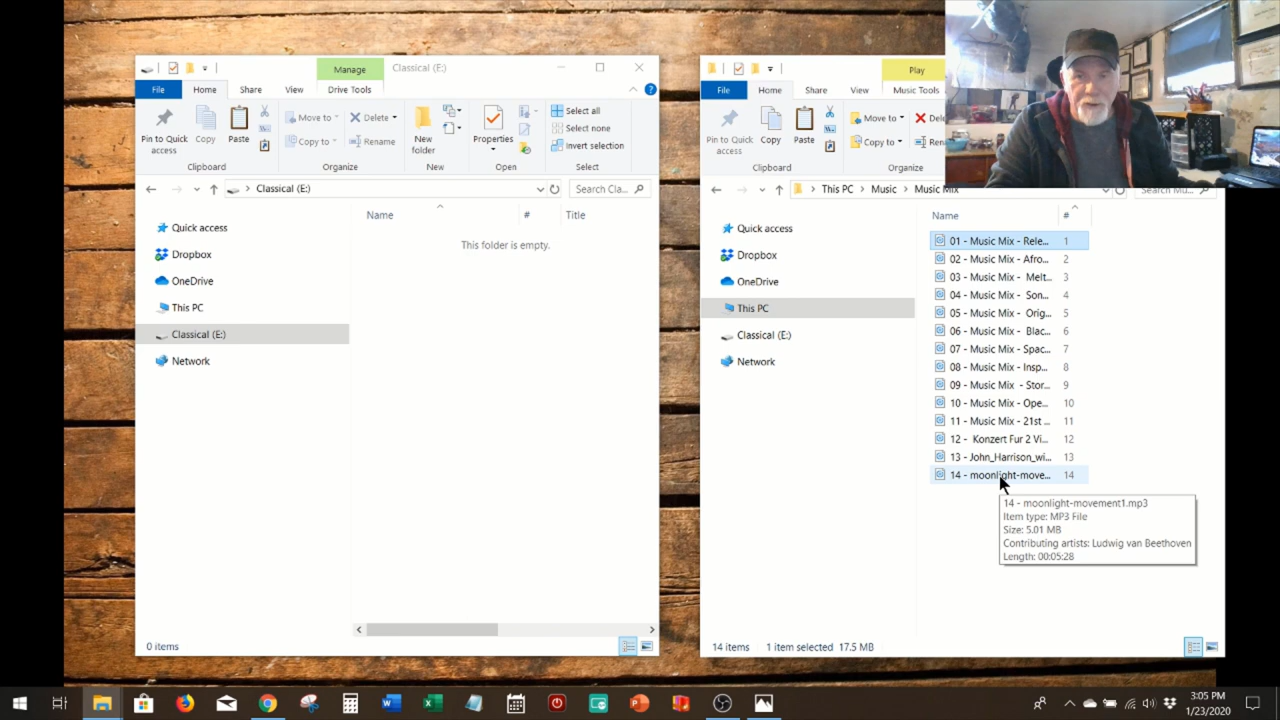 Manage
Classical (E:)
File
Home
Share
View
Drive Tools
Pin to Quick
access
Copy
Paste
Clipboard
Move to
Copy to
Delete
Rename
Organize
New
folder
New
Properties
Open
Select all
Select none
Invert selection
Select
Classical (E:)
Search Cla...
Quick access
Dropbox
OneDrive
This PC
Classical (E:)
Network
Name
#
Title
This folder is empty.
0 items
Play
File
Home
Share
View
Music Tools
Pin to Quick
access
Copy
Paste
Clipboard
Move to
Copy to
Organize
This PC > Music > Music Mix
Search Mu...
Quick access
Dropbox
OneDrive
This PC
Classical (E:)
Network
Name #
01 - Music Mix - Rele... 1
02 - Music Mix - Afro... 2
03 - Music Mix - Melt... 3
04 - Music Mix - Son... 4
05 - Music Mix - Orig... 5
06 - Music Mix - Blac... 6
07 - Music Mix - Spac... 7
08 - Music Mix - Insp... 8
09 - Music Mix - Stor... 9
10 - Music Mix - Ope... 10
11 - Music Mix - 21st ... 11
12 - Konzert Fur 2 Vi... 12
13 - John_Harrison_wi... 13
14 - moonlight-move... 14
14 - moonlight-movement1.mp3
Item type: MP3 File
Size: 5.01 MB
Contributing artists: Ludwig van Beethoven
Length: 00:05:28
14 items 1 item selected 17.5 MB
3:05 PM
1/23/2020